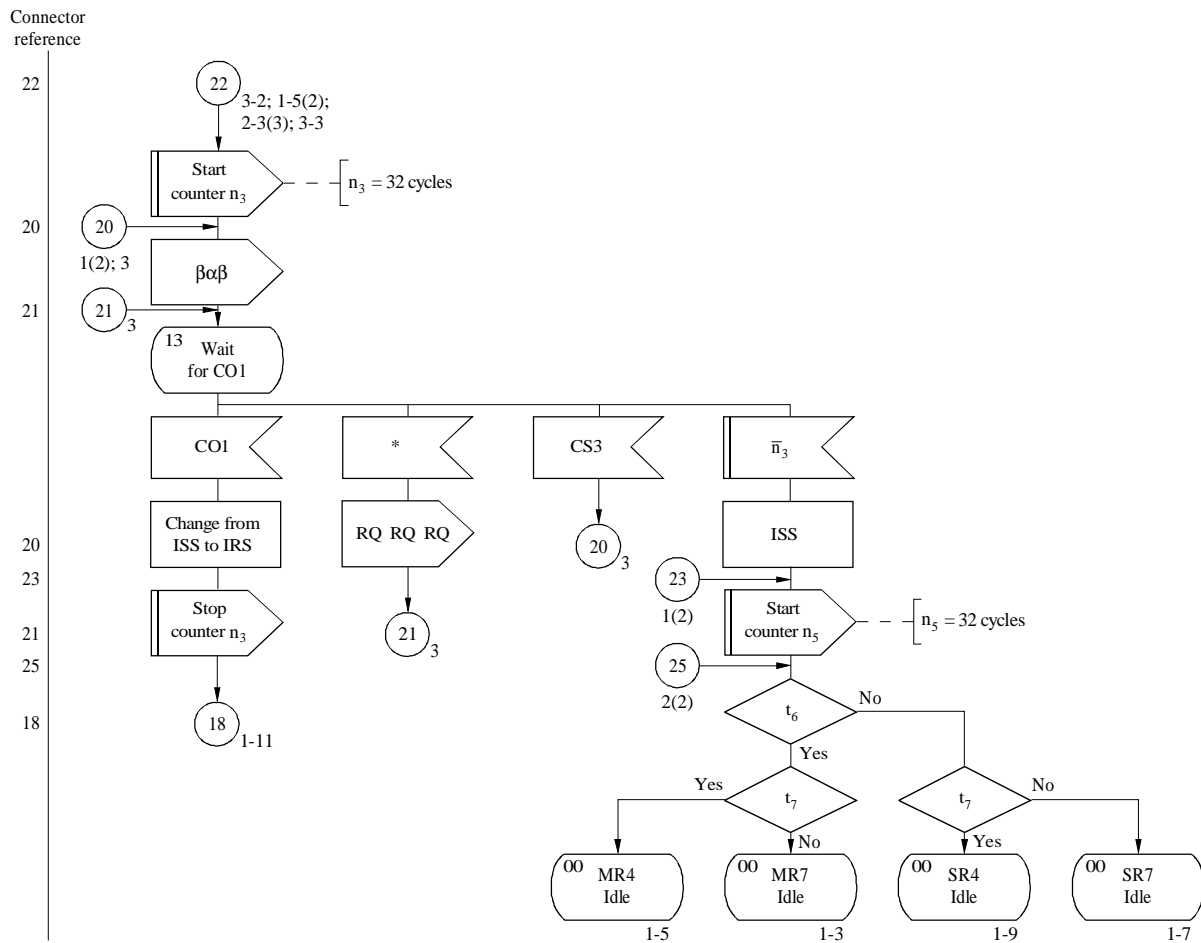 Connector
reference
22
22
3-2; 1-5(2);
2-3(3); 3-3
Start
counter n₃
n₃ = 32 cycles
20
20
1(2); 3
βαβ
21
21
3
13
Wait
for CO1
CO1
*
CS3
n̅₃
Change from
ISS to IRS
RQ RQ RQ
20
3
ISS
20
23
23
1(2)
Stop
counter n₃
21
3
Start
counter n₅
n₅ = 32 cycles
21
25
25
2(2)
18
18
1-11
t₆
No
Yes
Yes
t₇
No
t₇
No
Yes
00
MR4
Idle
1-5
00
MR7
Idle
1-3
00
SR4
Idle
1-9
00
SR7
Idle
1-7